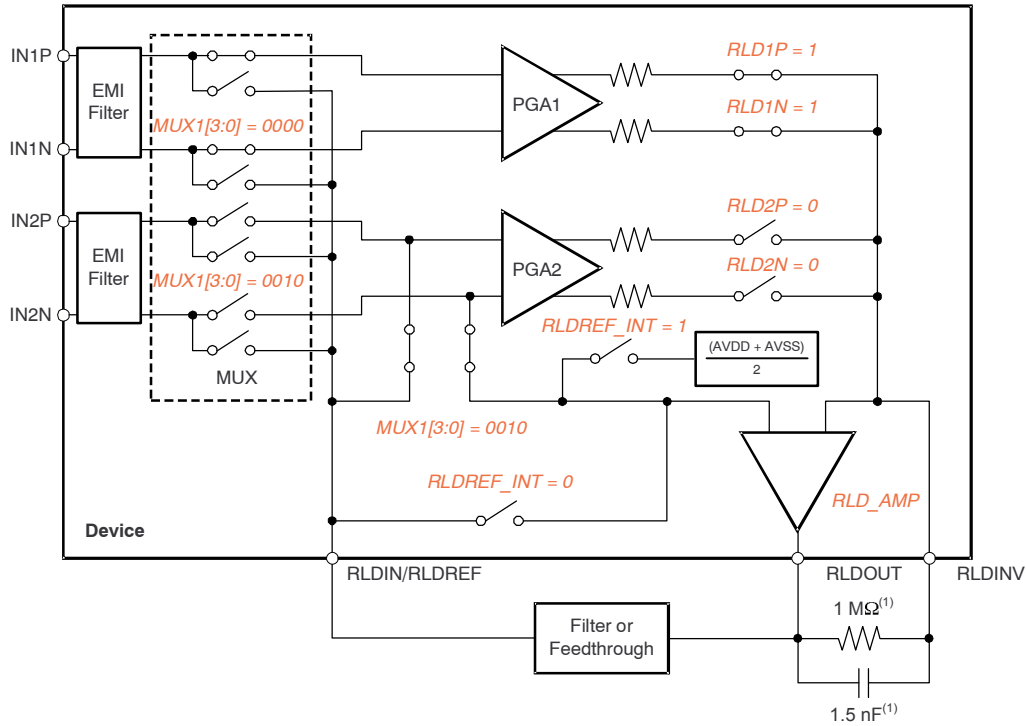 IN1P
IN1N
IN2P
IN2N
EMI
Filter
EMI
Filter
MUX1[3:0] = 0000
MUX1[3:0] = 0010
MUX
PGA1
PGA2
RLD1P = 1
RLD1N = 1
RLD2P = 0
RLD2N = 0
RLDREF_INT = 1
(AVDD + AVSS)
2
MUX1[3:0] = 0010
RLDREF_INT = 0
RLD_AMP
Device
RLDIN/RLDREF
RLDOUT
RLDINV
Filter or
Feedthrough
1 MΩ(1)
1.5 nF(1)